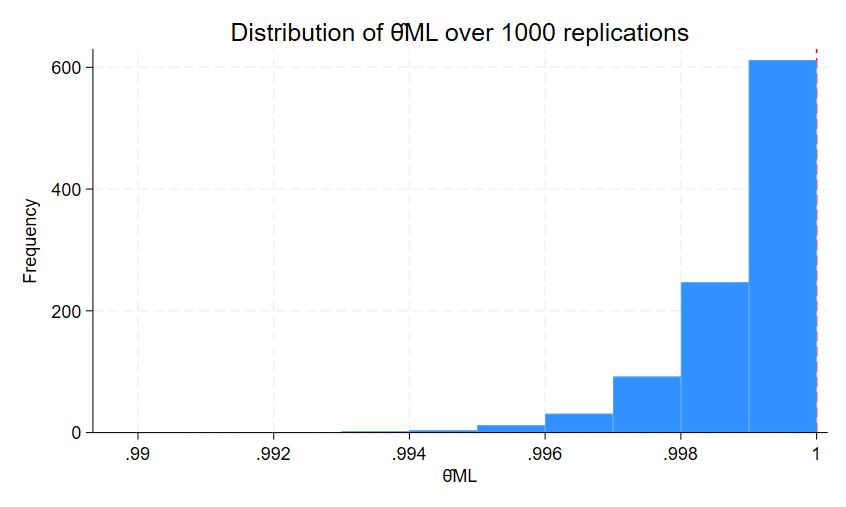 Distribution of θ̂ML over 1000 replications
600
400
200
0
Frequency
.99 .992 .994 .996 .998 1
θ̂ML